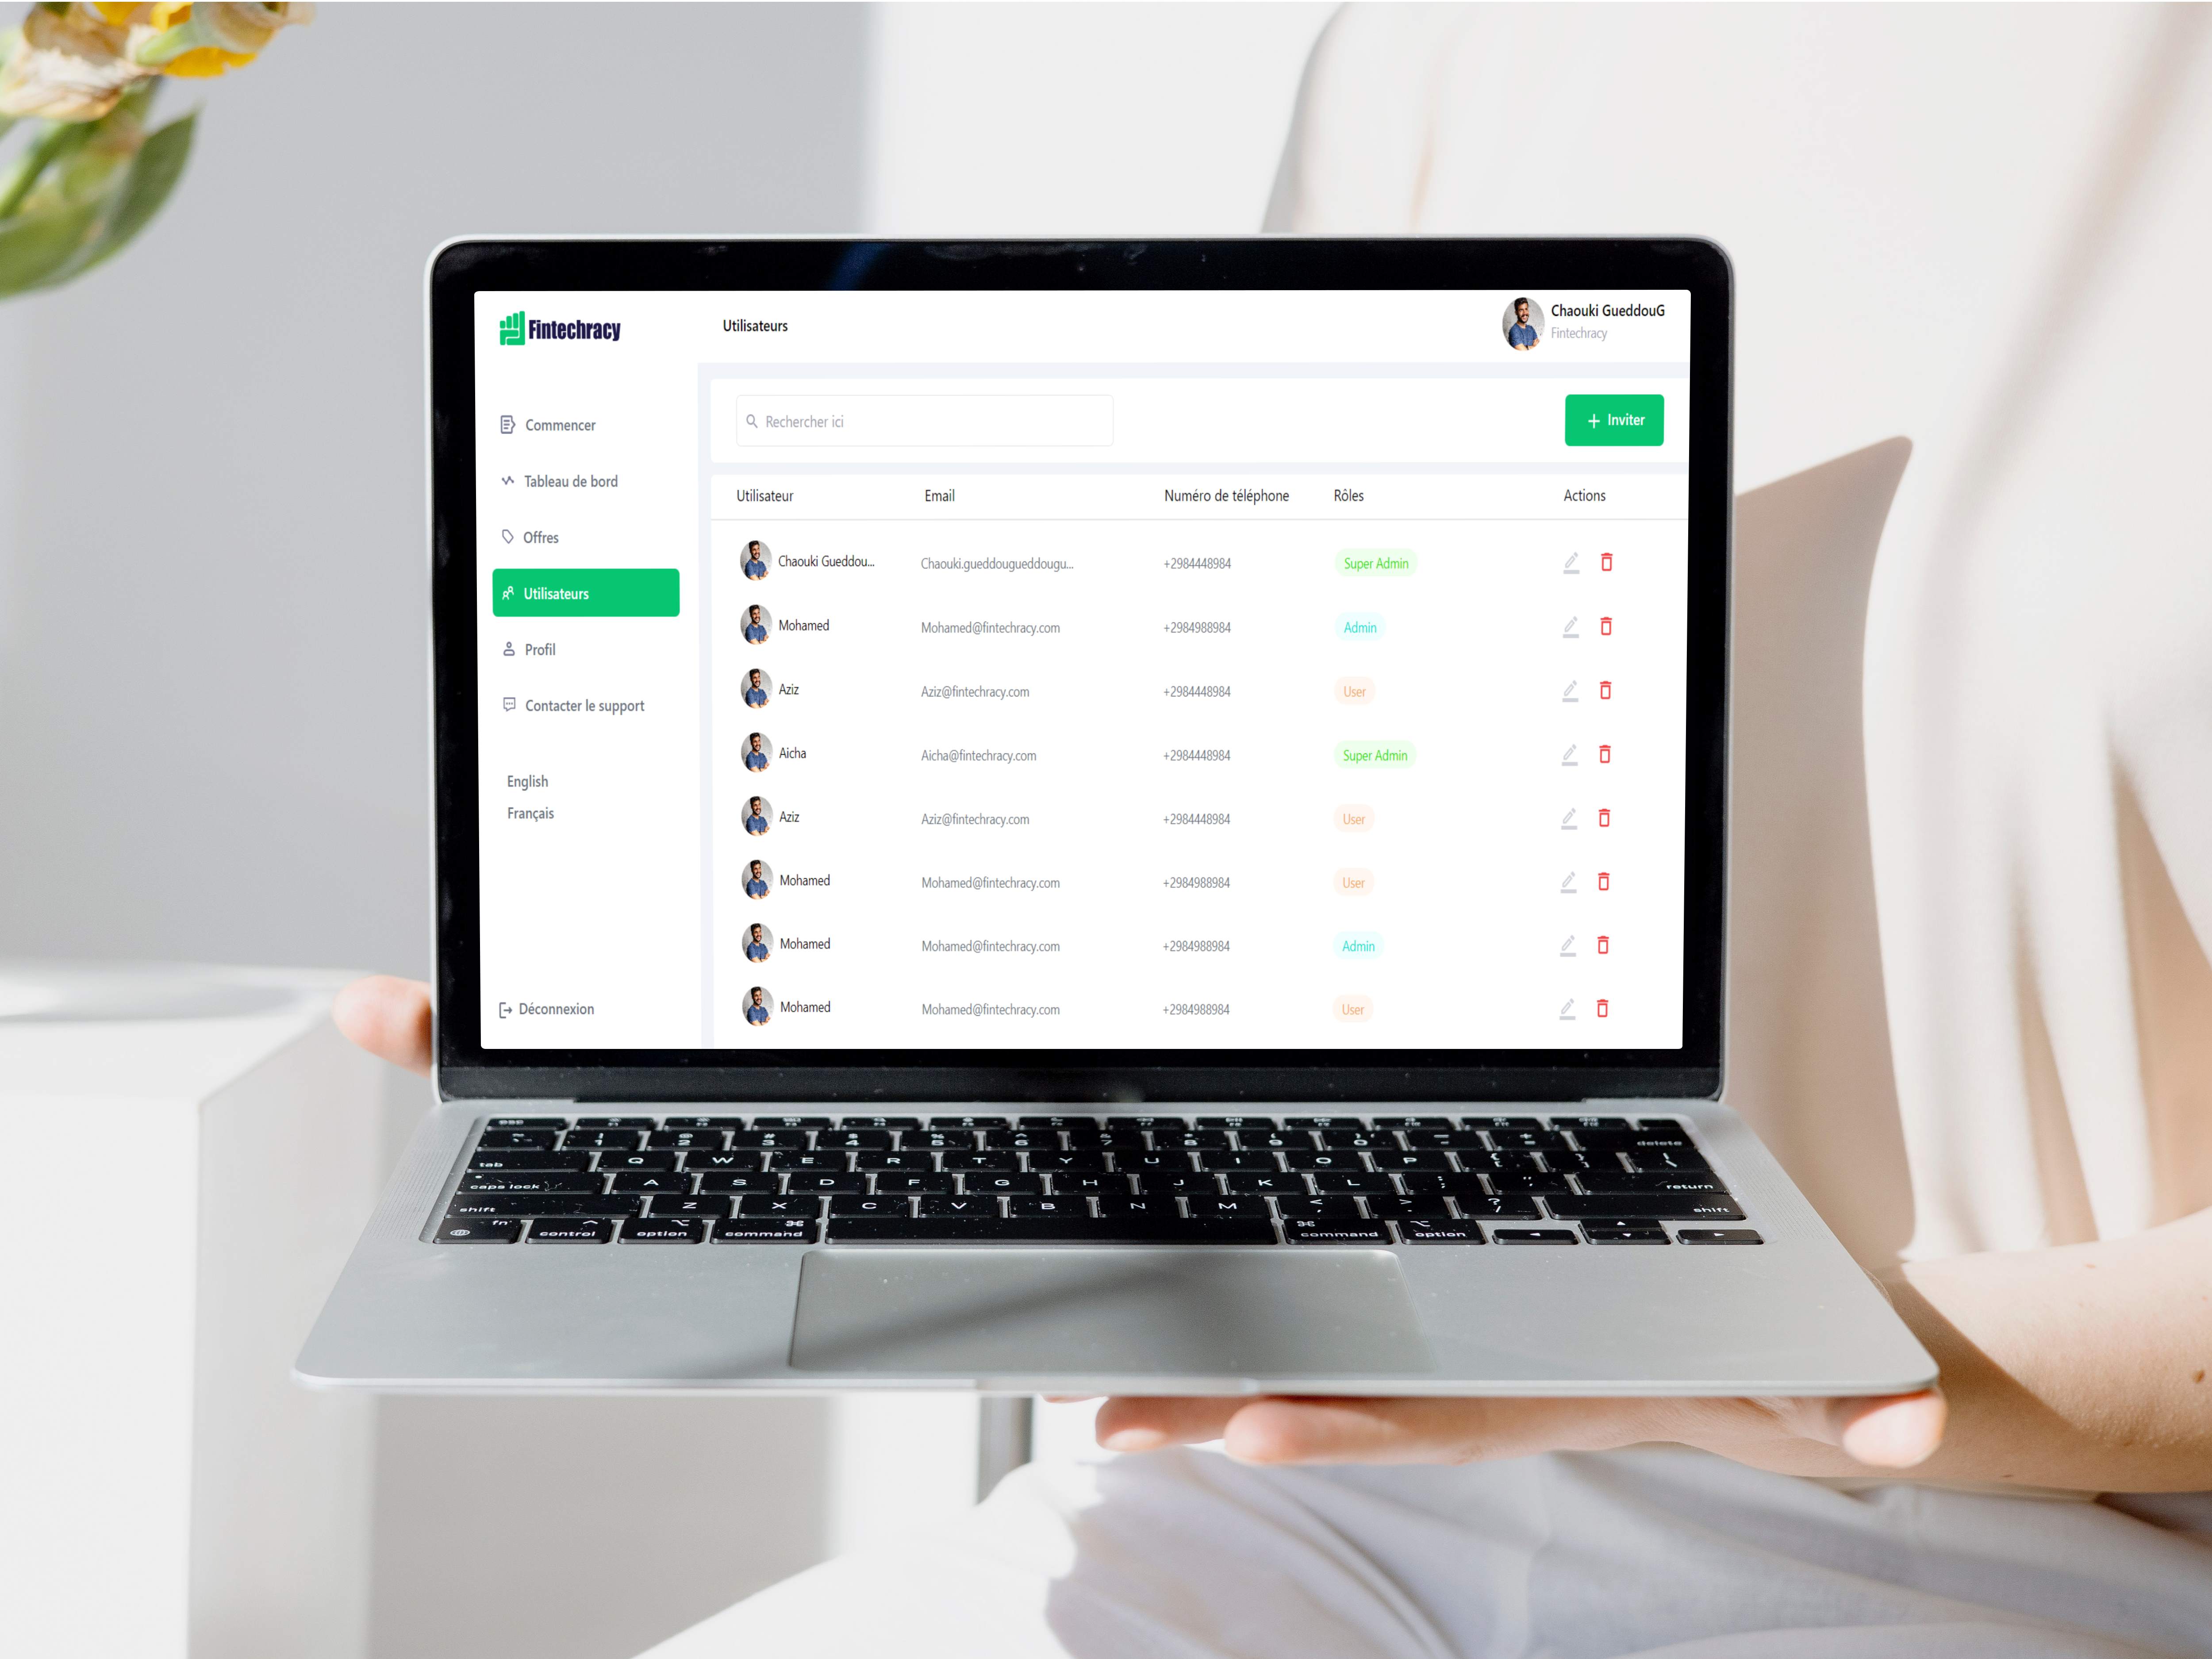 Fintechracy
Utilisateurs
Chaouki GueddouG
Fintechracy
Commencer
Tableau de bord
Offres
Utilisateurs
Profil
Contacter le support
English
Français
Déconnexion
Rechercher ici
+ Inviter
Utilisateur Email Numéro de téléphone Rôles Actions
Chaouki Gueddou... Chaouki.gueddougueddougu... +2984448984 Super Admin
Mohamed Mohamed@fintechracy.com +2984988984 Admin
Aziz Aziz@fintechracy.com +2984448984 User
Aicha Aicha@fintechracy.com +2984448984 Super Admin
Aziz Aziz@fintechracy.com +2984448984 User
Mohamed Mohamed@fintechracy.com +2984988984 User
Mohamed Mohamed@fintechracy.com +2984988984 Admin
Mohamed Mohamed@fintechracy.com +2984988984 User
delete
tab Q W E R T Y U I O P
caps lock A S D F G H J K L return
shift Z X C V B N M < > ? shift
fn control option command command option